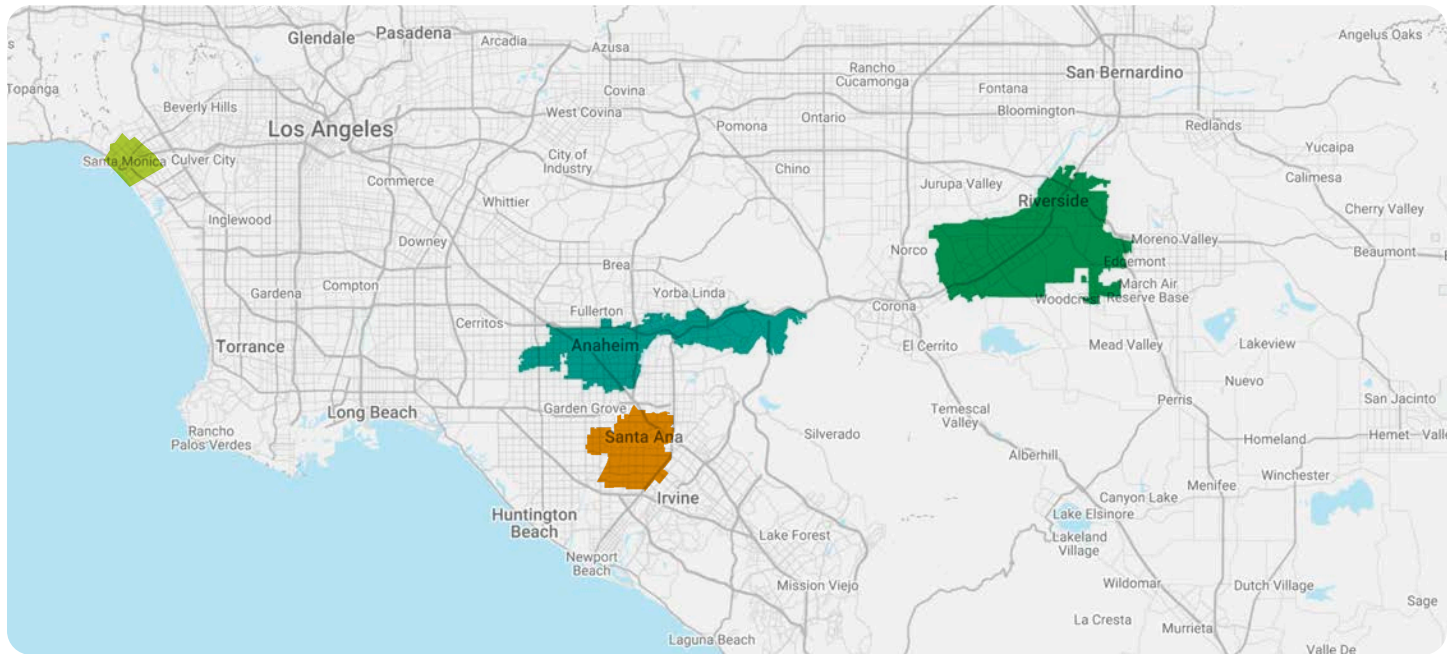 Glendale
Pasadena
Arcadia
Azusa
Angelus Oaks
Topanga
Beverly Hills
Los Angeles
Covina
West Covina
Rancho
Cucamonga
San Bernardino
Fontana
Bloomington
Ontario
Pomona
Redlands
Santa Monica
Culver City
City of
Industry
Chino
Yucaipa
Calimesa
Commerce
Whittier
Inglewood
Jurupa Valley
Riverside
Cherry Valley
Downey
Brea
Norco
Moreno Valley
Beaumont
Edgemont
Gardena
Compton
Yorba Linda
March Air
Reserve Base
Corona
Fullerton
Cerritos
Torrance
Anaheim
El Cerrito
Mead Valley
Lakeview
Nuevo
Long Beach
Garden Grove
Temescal
Valley
Perris
San Jacinto
Rancho
Palos Verdes
Santa Ana
Silverado
Homeland
Hemet
Alberhill
Winchester
Menifee
Irvine
Canyon Lake
Huntington
Beach
Lake Elsinore
Lake Forest
Lakeland
Village
Newport
Beach
Mission Viejo
Wildomar
Dutch Village
Sage
La Cresta
Murrieta
Laguna Beach
Valle De